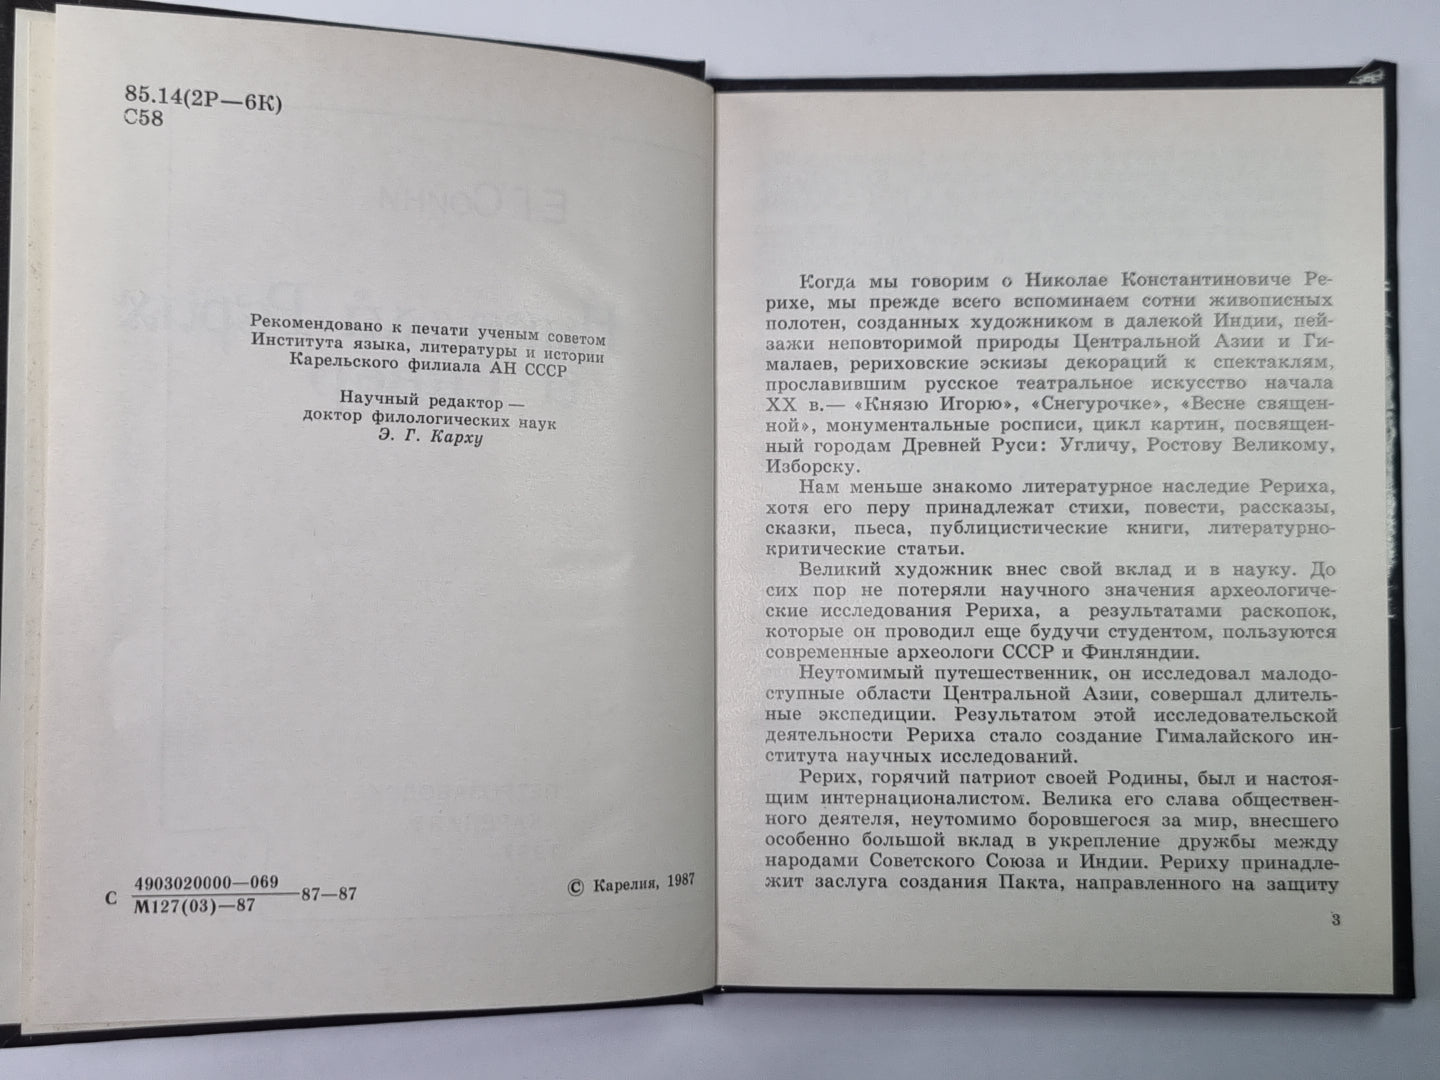 85.14(2Р—6К)
С58
Рекомендовано к печати ученым советом
Института языка, литературы и истории
Карельского филиала АН СССР
Научный редактор —
доктор филологических наук
Э. Г. Карху
С 4903020000—069
М127(03)—87 87—87
© Карелия, 1987
Когда мы говорим о Николае Константиновиче Ре-
рихе, мы прежде всего вспоминаем сотни живописных
полотен, созданных художником в далекой Индии, пей-
зажи неповторимой природы Центральной Азии и Ги-
малаев, рериховские эскизы декораций к спектаклям,
прославившим русское театральное искусство начала
XX в.— «Князю Игорю», «Снегурочке», «Весне священ-
ной», монументальные росписи, цикл картин, посвящен-
ный городам Древней Руси: Угличу, Ростову Великому,
Изборску.
Нам меньше знакомо литературное наследие Рериха,
хотя его перу принадлежат стихи, повести, рассказы,
сказки, пьеса, публицистические книги, литературно-
критические статьи.
Великий художник внес свой вклад и в науку. До
сих пор не потеряли научного значения археологиче-
ские исследования Рериха, а результатами раскопок,
которые он проводил еще будучи студентом, пользуются
современные археологи СССР и Финляндии.
Неутомимый путешественник, он исследовал малодо-
ступные области Центральной Азии, совершал длитель-
ные экспедиции. Результатом этой исследовательской
деятельности Рериха стало создание Гималайского ин-
ститута научных исследований.
Рерих, горячий патриот своей Родины, был и настоя-
щим интернационалистом. Велика его слава обществен-
ного деятеля, неутомимо боровшегося за мир, внесшего
особенно большой вклад в укрепление дружбы между
народами Советского Союза и Индии. Рериху принадле-
жит заслуга создания Пакта, направленного на защиту
3